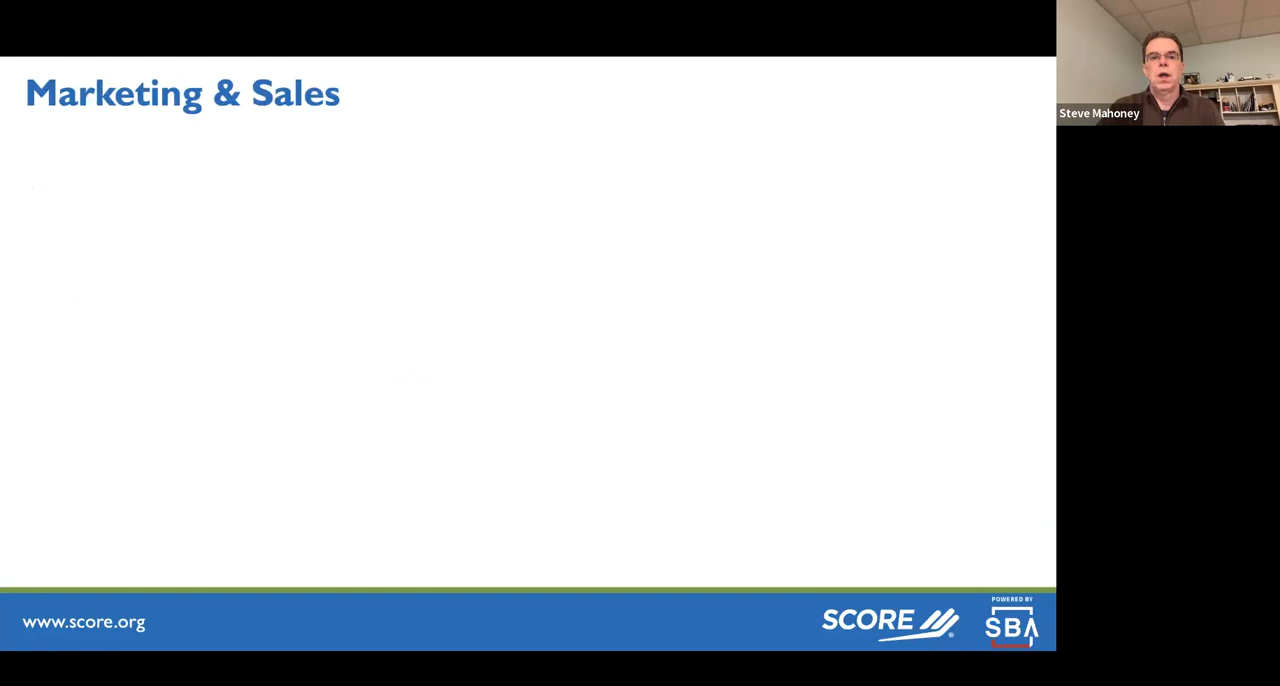 Marketing & Sales
Steve Mahoney
www.score.org
SCORE
®
POWERED BY
SBA